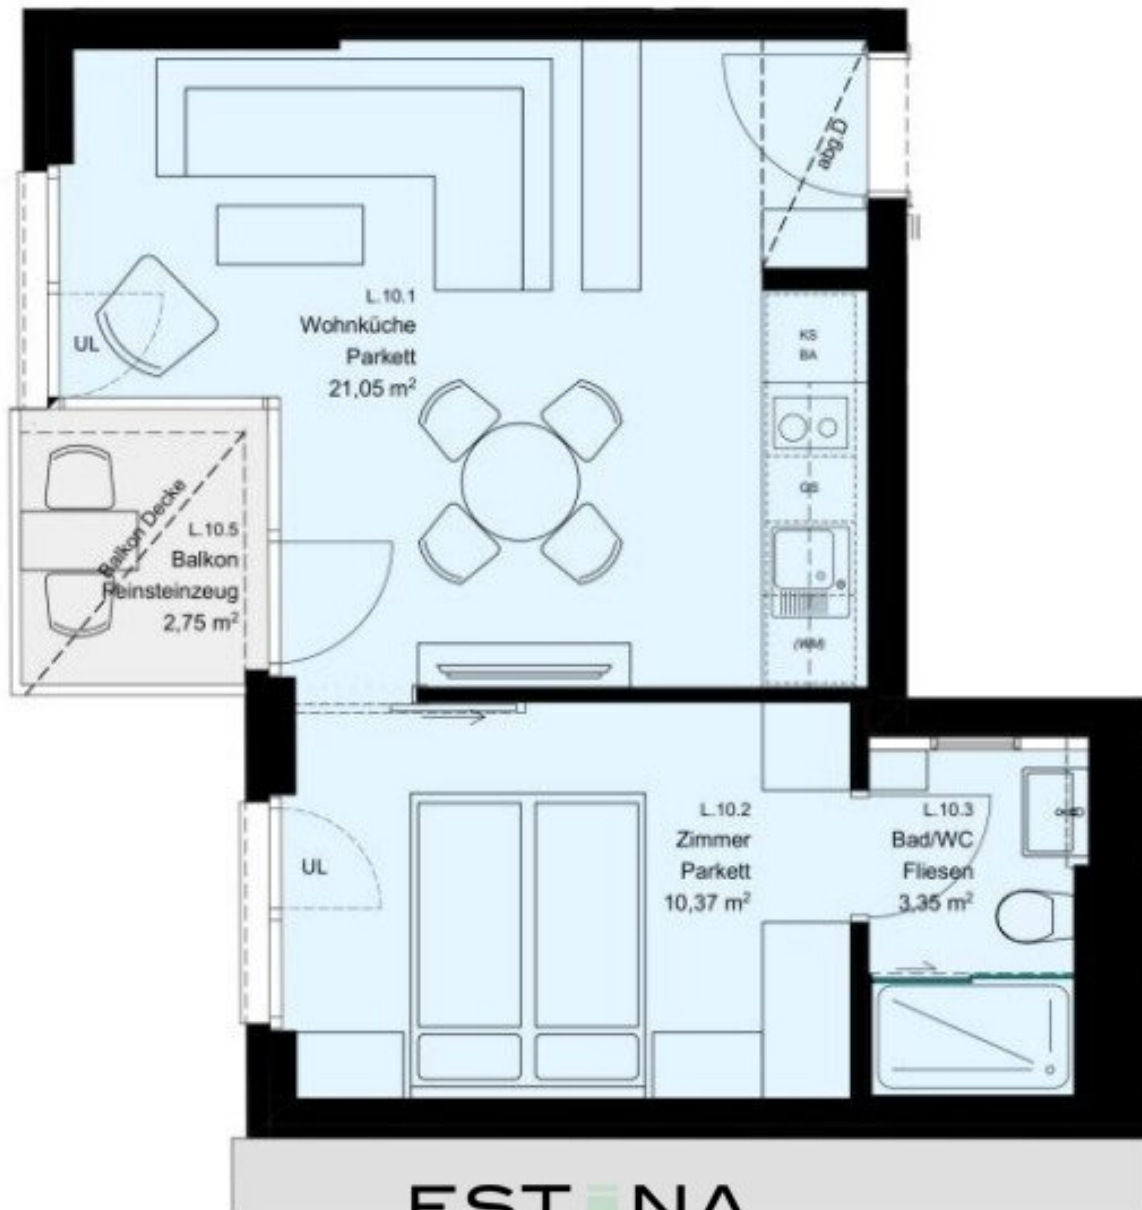 abg.D
L.10.1
Wohnküche
Parkett
21,05 m²
UL
KS
BA
GS
(WM)
Balkon Decke
L.10.5
Balkon
Feinsteinzeug
2,75 m²
L.10.2
Zimmer
Parkett
10,37 m²
UL
L.10.3
Bad/WC
Fliesen
3,35 m²